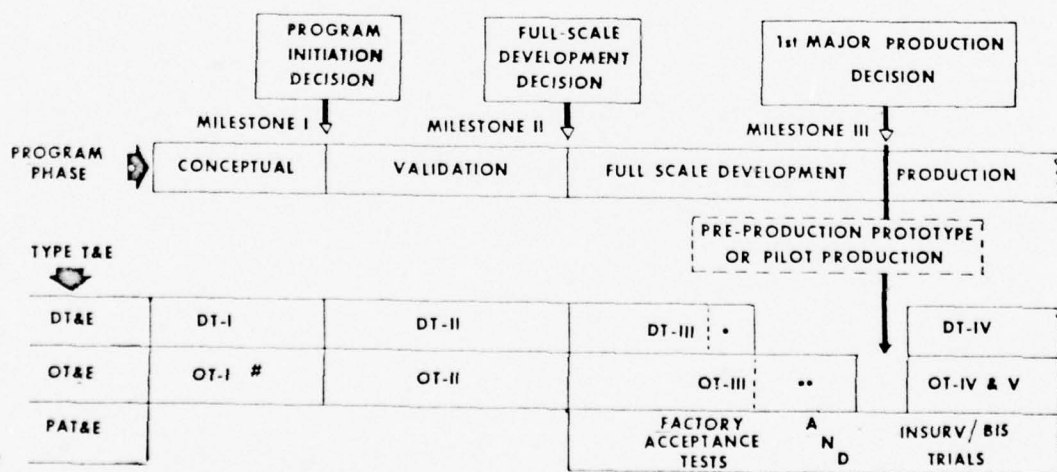 PROGRAM
INITIATION
DECISION
FULL-SCALE
DEVELOPMENT
DECISION
1st MAJOR PRODUCTION
DECISION
MILESTONE I
MILESTONE II
MILESTONE III
PROGRAM
PHASE
CONCEPTUAL
VALIDATION
FULL SCALE DEVELOPMENT
PRODUCTION
PRE-PRODUCTION PROTOTYPE
OR PILOT PRODUCTION
TYPE T&E
DT&E
DT-I
DT-II
DT-III
•
DT-IV
OT&E
OT-I #
OT-II
OT-III
••
OT-IV & V
PAT&E
FACTORY
ACCEPTANCE
TESTS
AND
INSURV/BIS
TRIALS